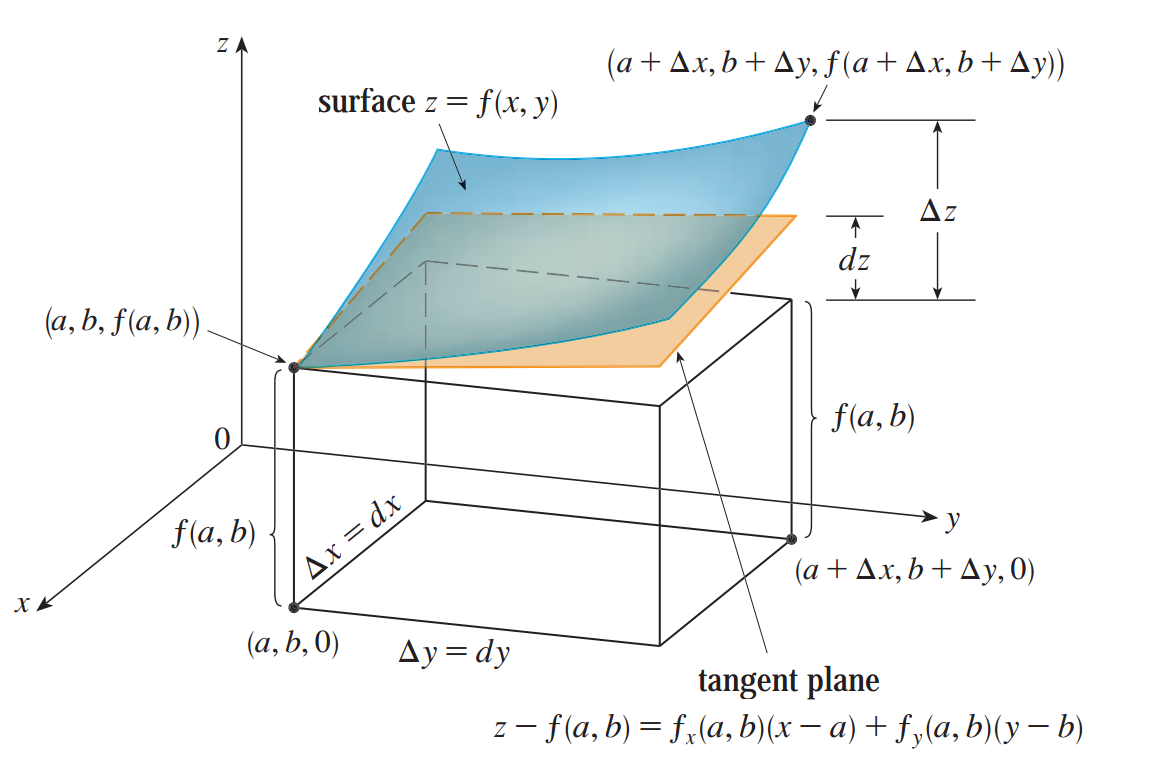 z
(a + Δx, b + Δy, f(a + Δx, b + Δy))
surface z = f(x, y)
Δz
dz
(a, b, f(a, b))
f(a, b)
0
y
f(a, b)
Δx = dx
(a + Δx, b + Δy, 0)
x
(a, b, 0)
Δy = dy
tangent plane
z − f(a, b) = fₓ(a, b)(x − a) + f_y(a, b)(y − b)